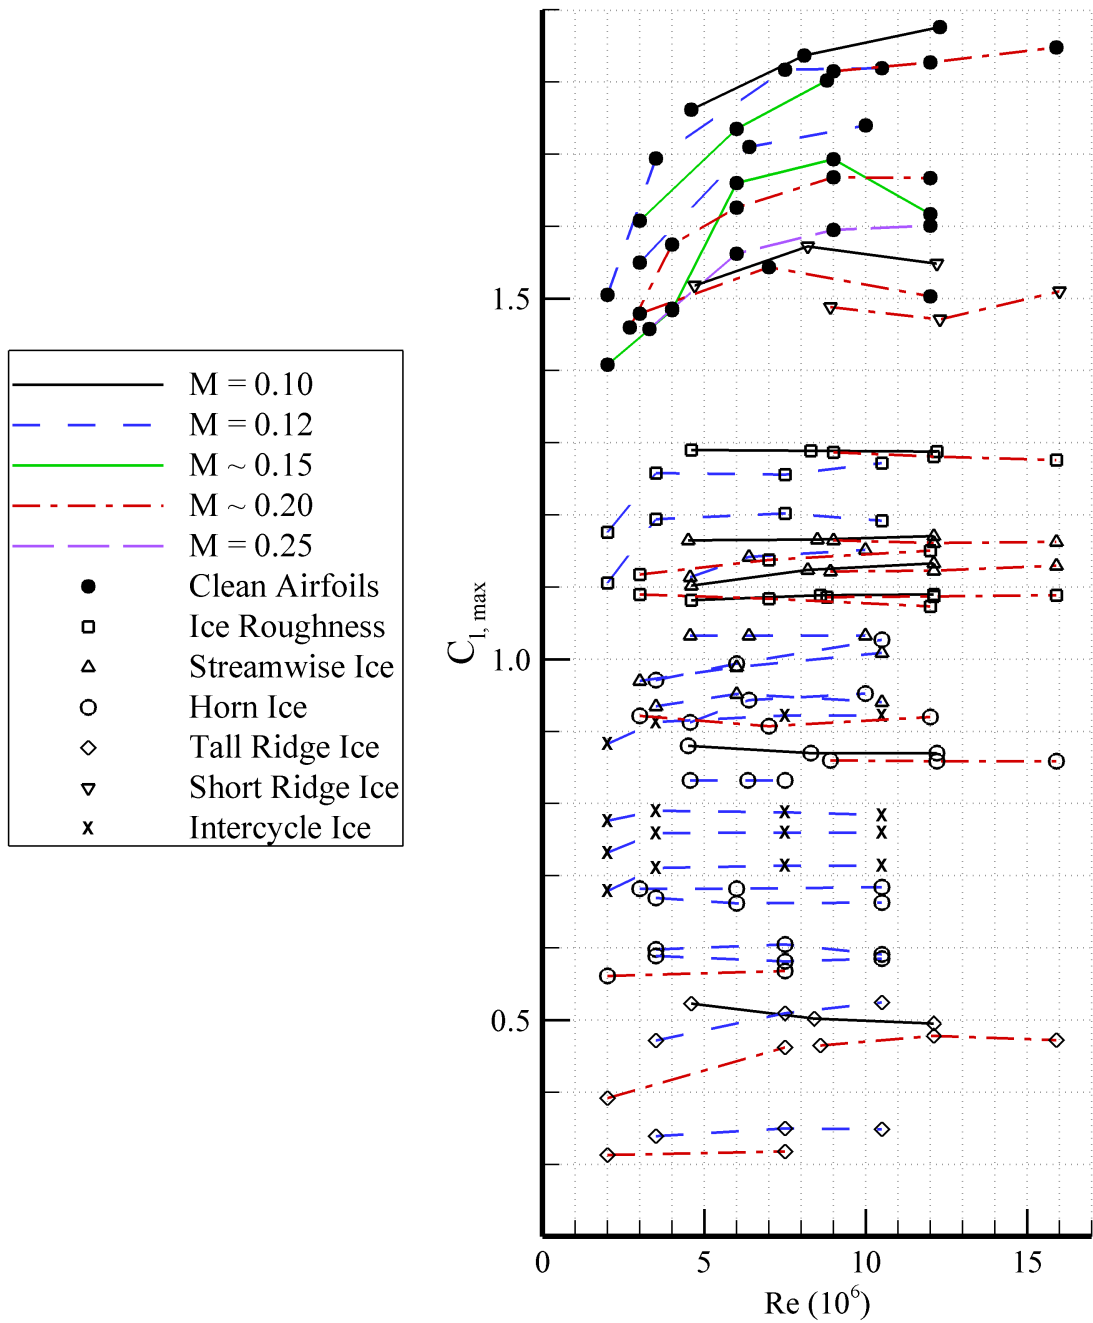 1.5
1.0
0.5
C l, max
M = 0.10
M = 0.12
M ~ 0.15
M ~ 0.20
M = 0.25
Clean Airfoils
Ice Roughness
Streamwise Ice
Horn Ice
Tall Ridge Ice
Short Ridge Ice
Intercycle Ice
0 5 10 15
Re (10⁶)